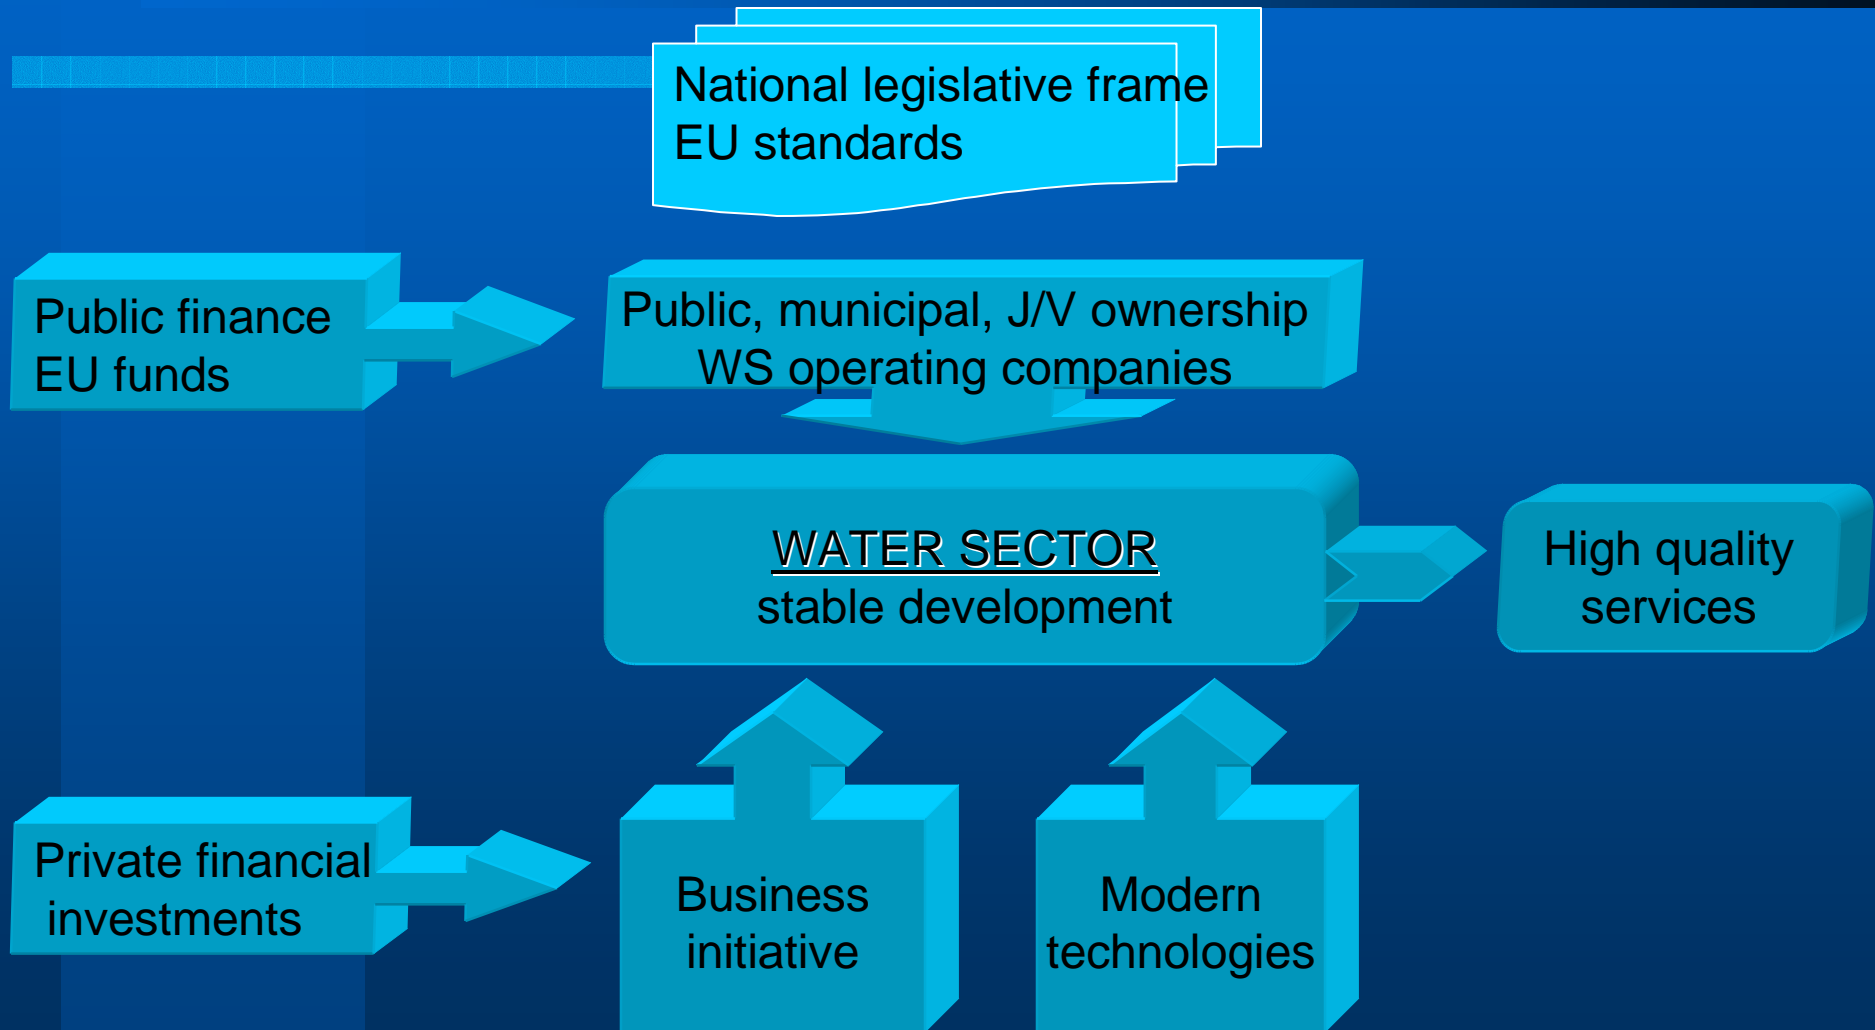 National legislative frame
EU standards
Public finance
EU funds
Public, municipal, J/V ownership
WS operating companies
WATER SECTOR
stable development
High quality
services
Private financial
investments
Business
initiative
Modern
technologies